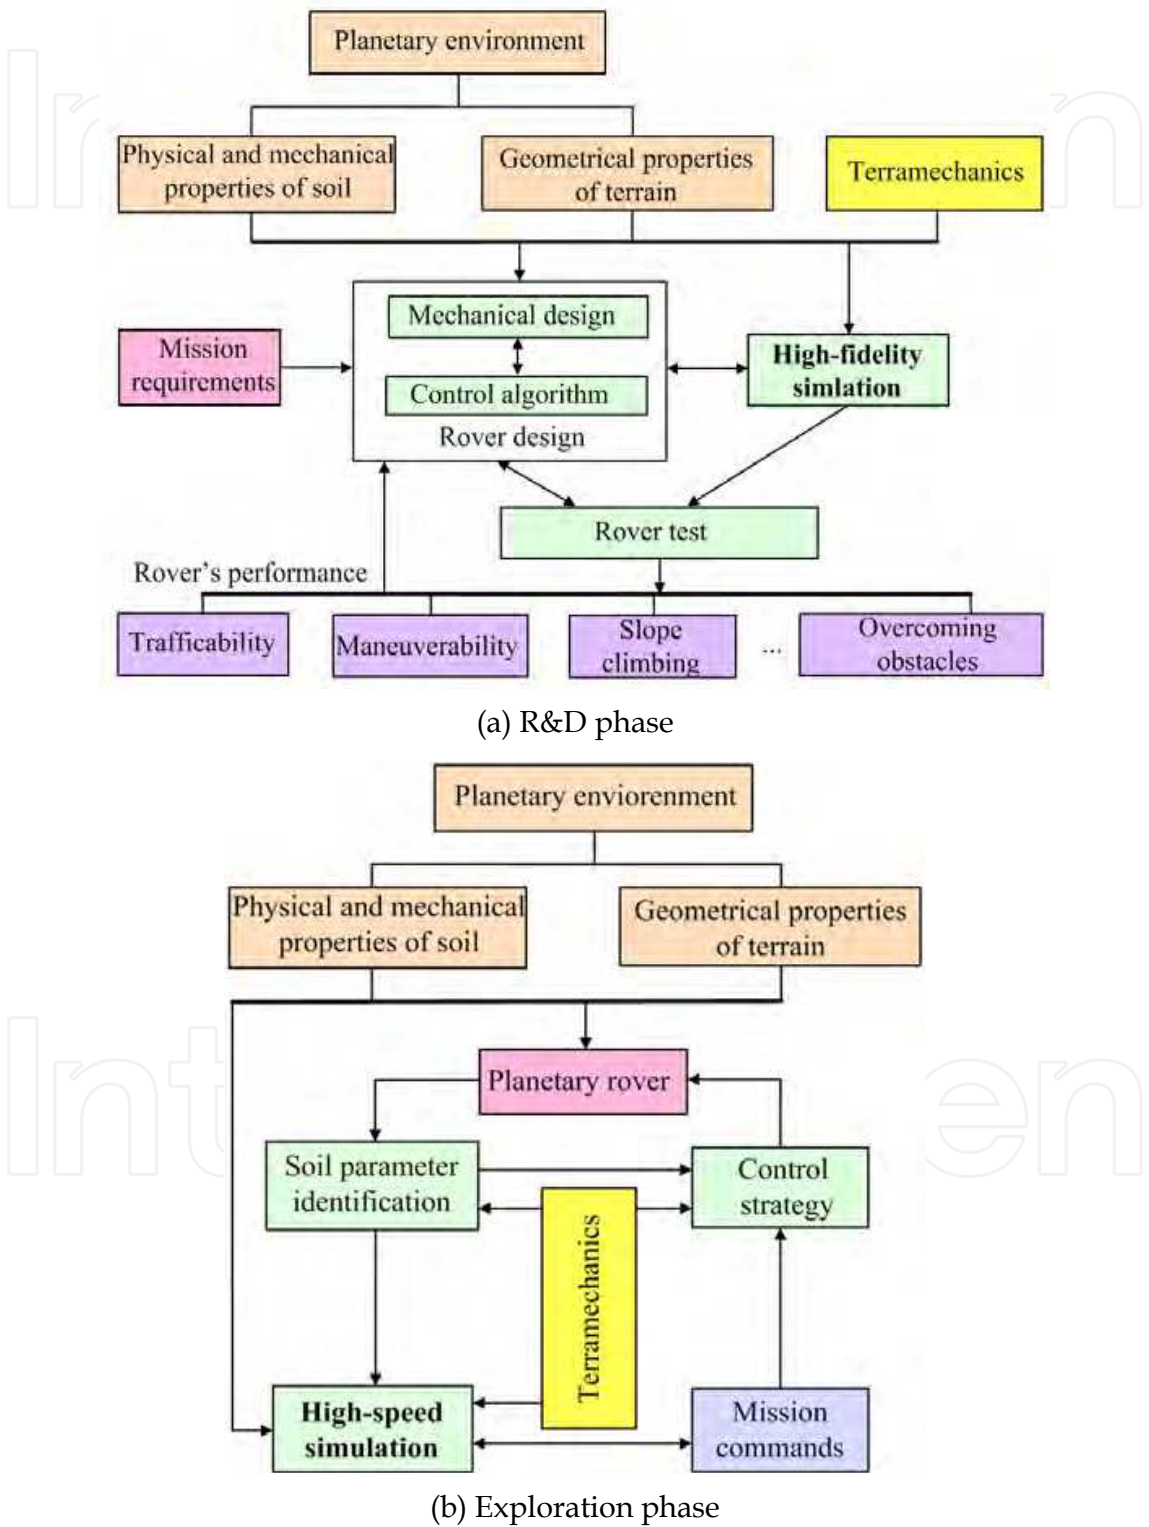 Planetary environment
Physical and mechanical
properties of soil
Geometrical properties
of terrain
Terramechanics
Mechanical design
Mission
requirements
High-fidelity
simlation
Control algorithm
Rover design
Rover test
Rover's performance
Trafficability
Maneuverability
Slope
climbing
...
Overcoming
obstacles
(a) R&D phase
Planetary enviorenment
Physical and mechanical
properties of soil
Geometrical properties
of terrain
Planetary rover
Soil parameter
identification
Control
strategy
Terramechanics
High-speed
simulation
Mission
commands
(b) Exploration phase